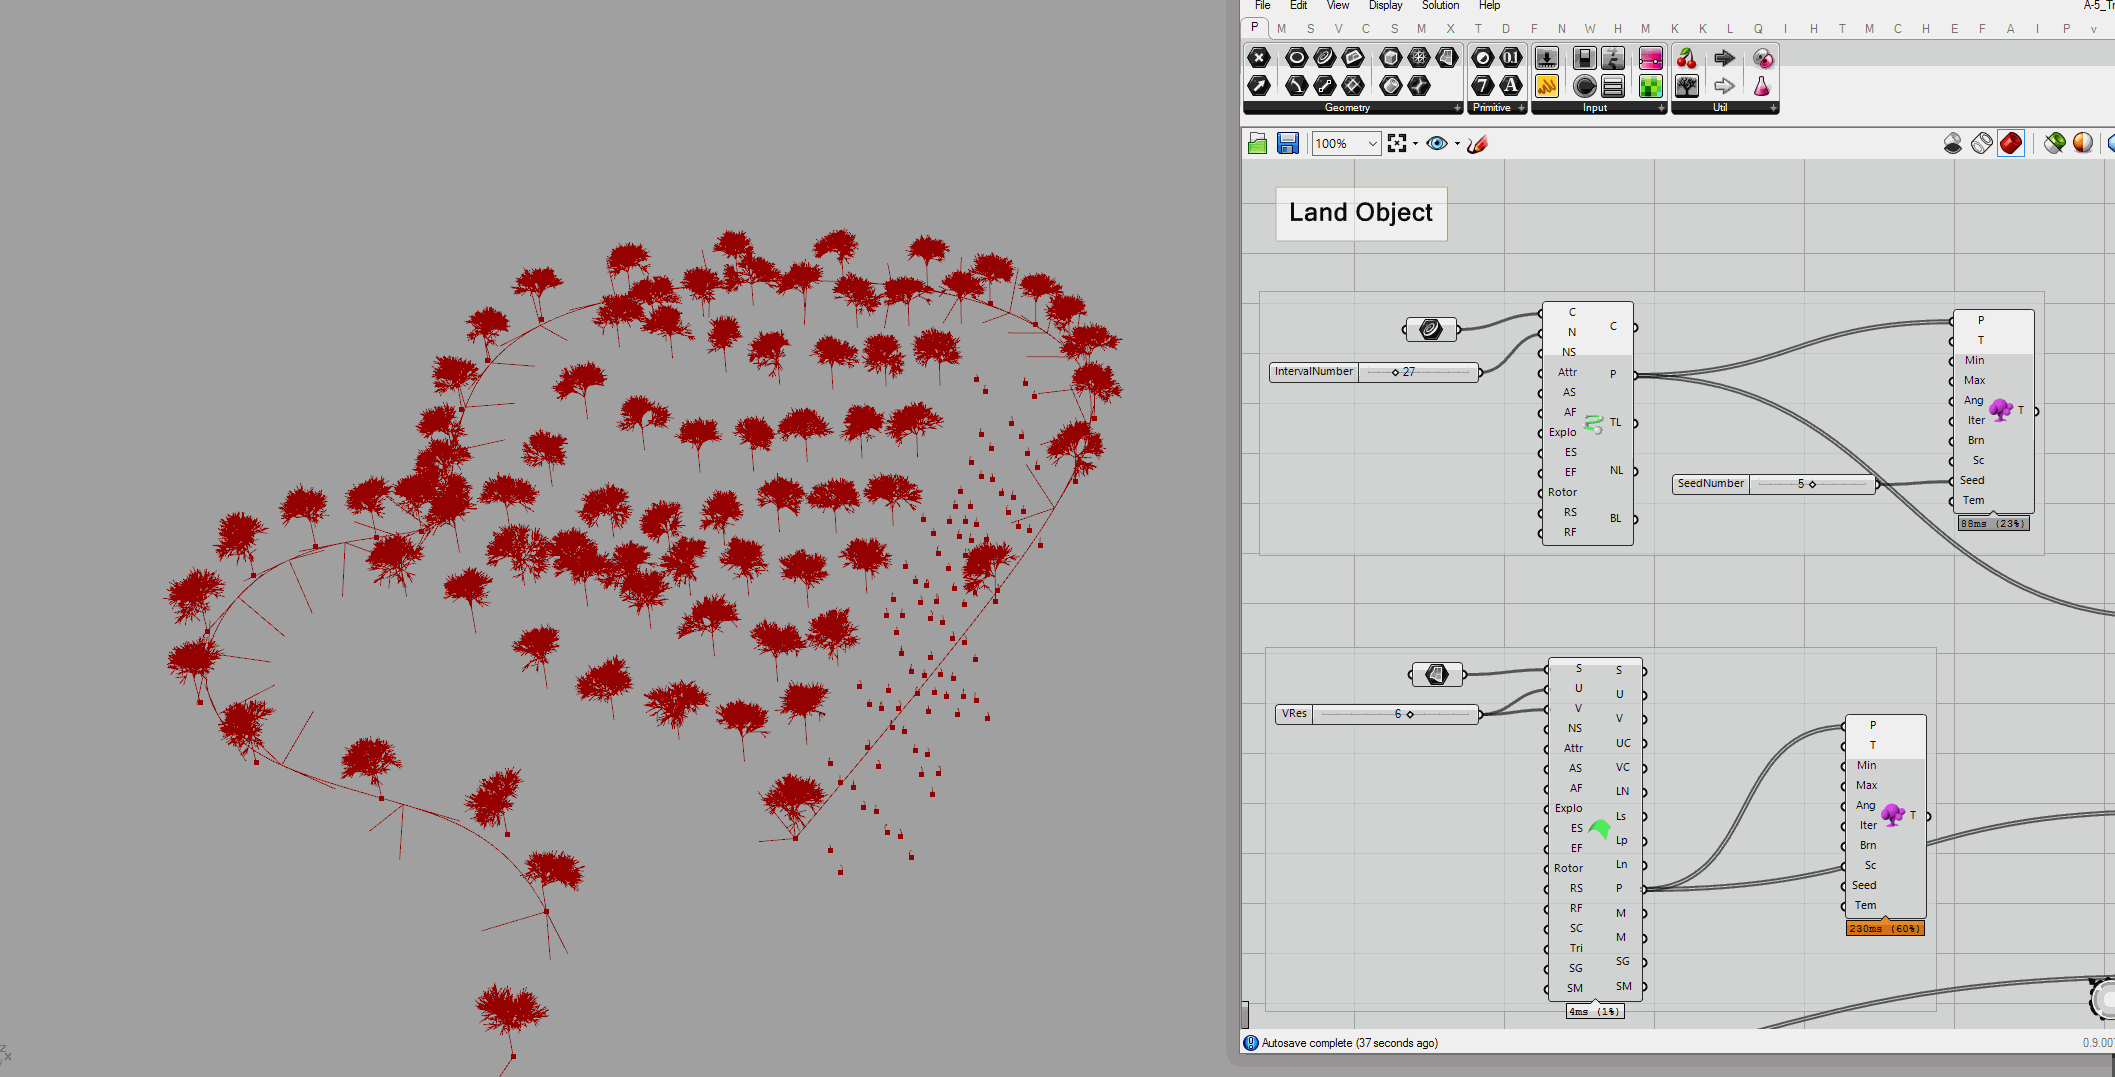 File Edit View Display Solution Help
A-5_Tr
P M S V C S M X T D F N W H M K K L Q I H T M C H E F A I P v
Geometry Primitive Input Util
100%
Land Object
IntervalNumber 27
C
N
NS
Attr
AS
AF
Explo
ES
EF
Rotor
RS
RF
C
P
TL
NL
BL
SeedNumber 5
P
T
Min
Max
Ang
Iter
Brn
Sc
Seed
Tem
T
88ms (23%)
VRes 6
S
U
V
NS
Attr
AS
AF
Explo
ES
EF
Rotor
RS
RF
SC
Tri
SG
SM
S
U
V
UC
VC
LN
Ls
Lp
Ln
P
M
M
SG
SM
4ms (1%)
P
T
Min
Max
Ang
Iter
Brn
Sc
Seed
Tem
T
230ms (60%)
Autosave complete (37 seconds ago)
0.9.007
z
x